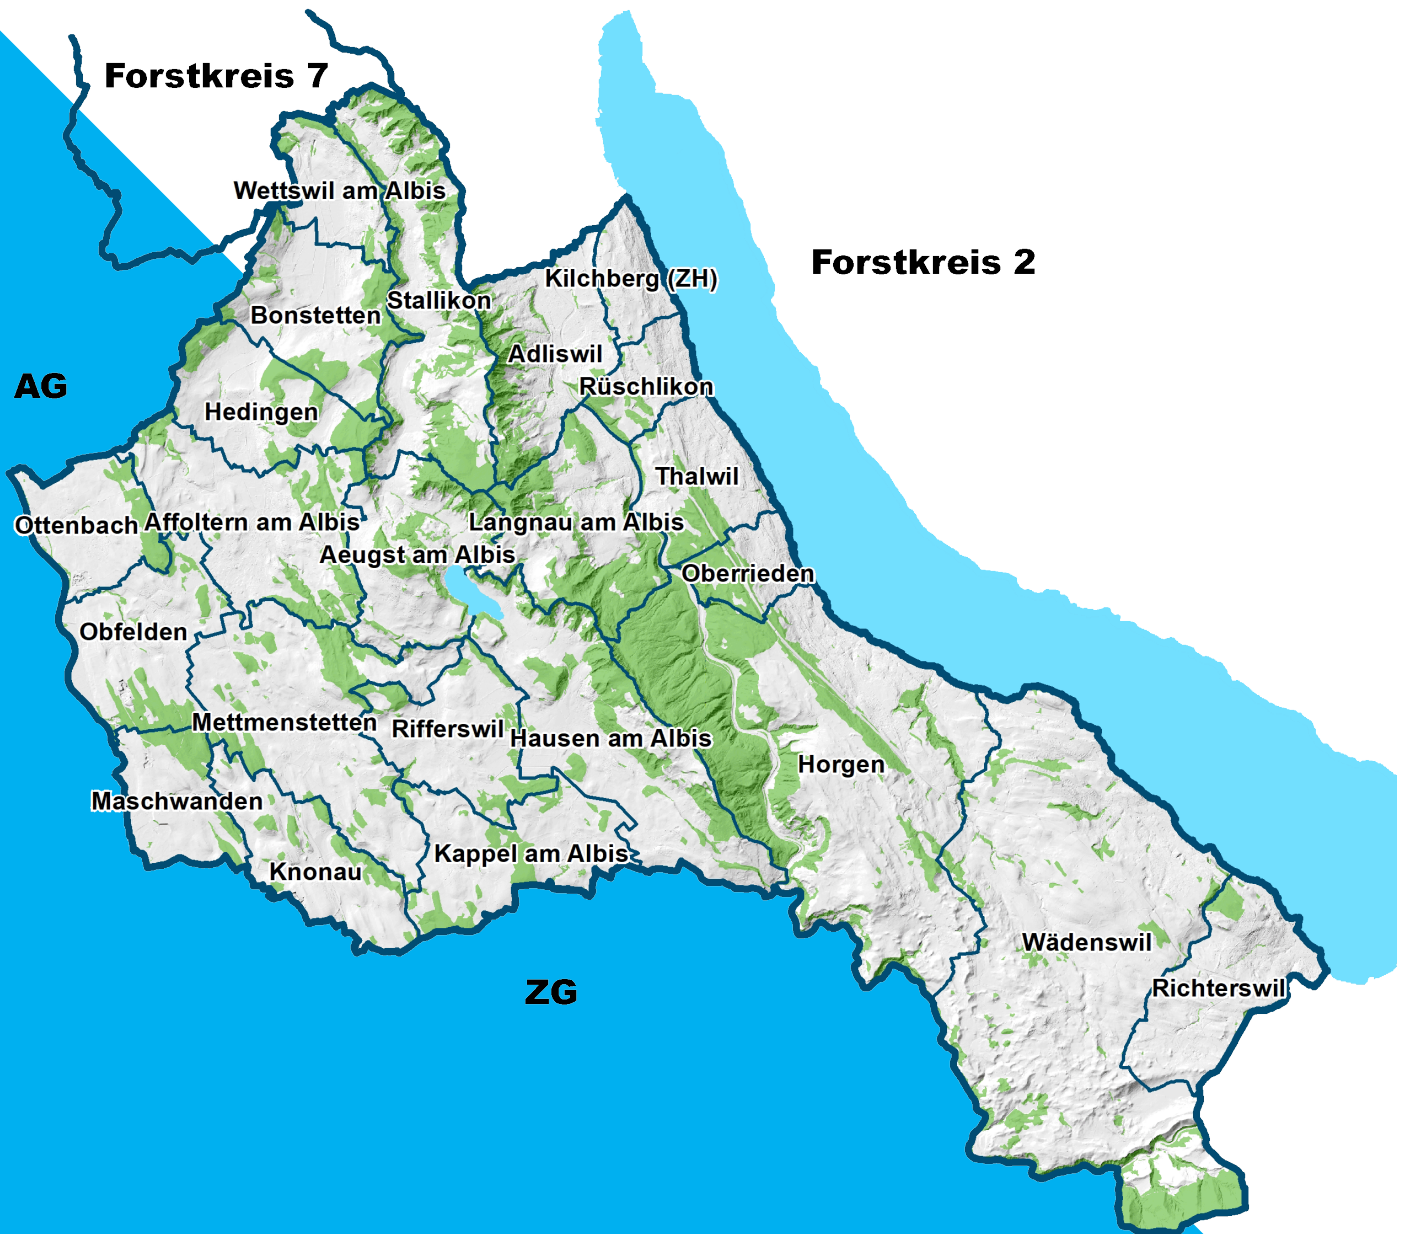 Forstkreis 7
Wettswil am Albis
Forstkreis 2
Kilchberg (ZH)
Stallikon
Bonstetten
Adliswil
AG
Rüschlikon
Hedingen
Thalwil
Ottenbach
Affoltern am Albis
Langnau am Albis
Aeugst am Albis
Oberrieden
Obfelden
Mettmenstetten
Rifferswil
Hausen am Albis
Horgen
Maschwanden
Kappel am Albis
Knonau
Wädenswil
Richterswil
ZG